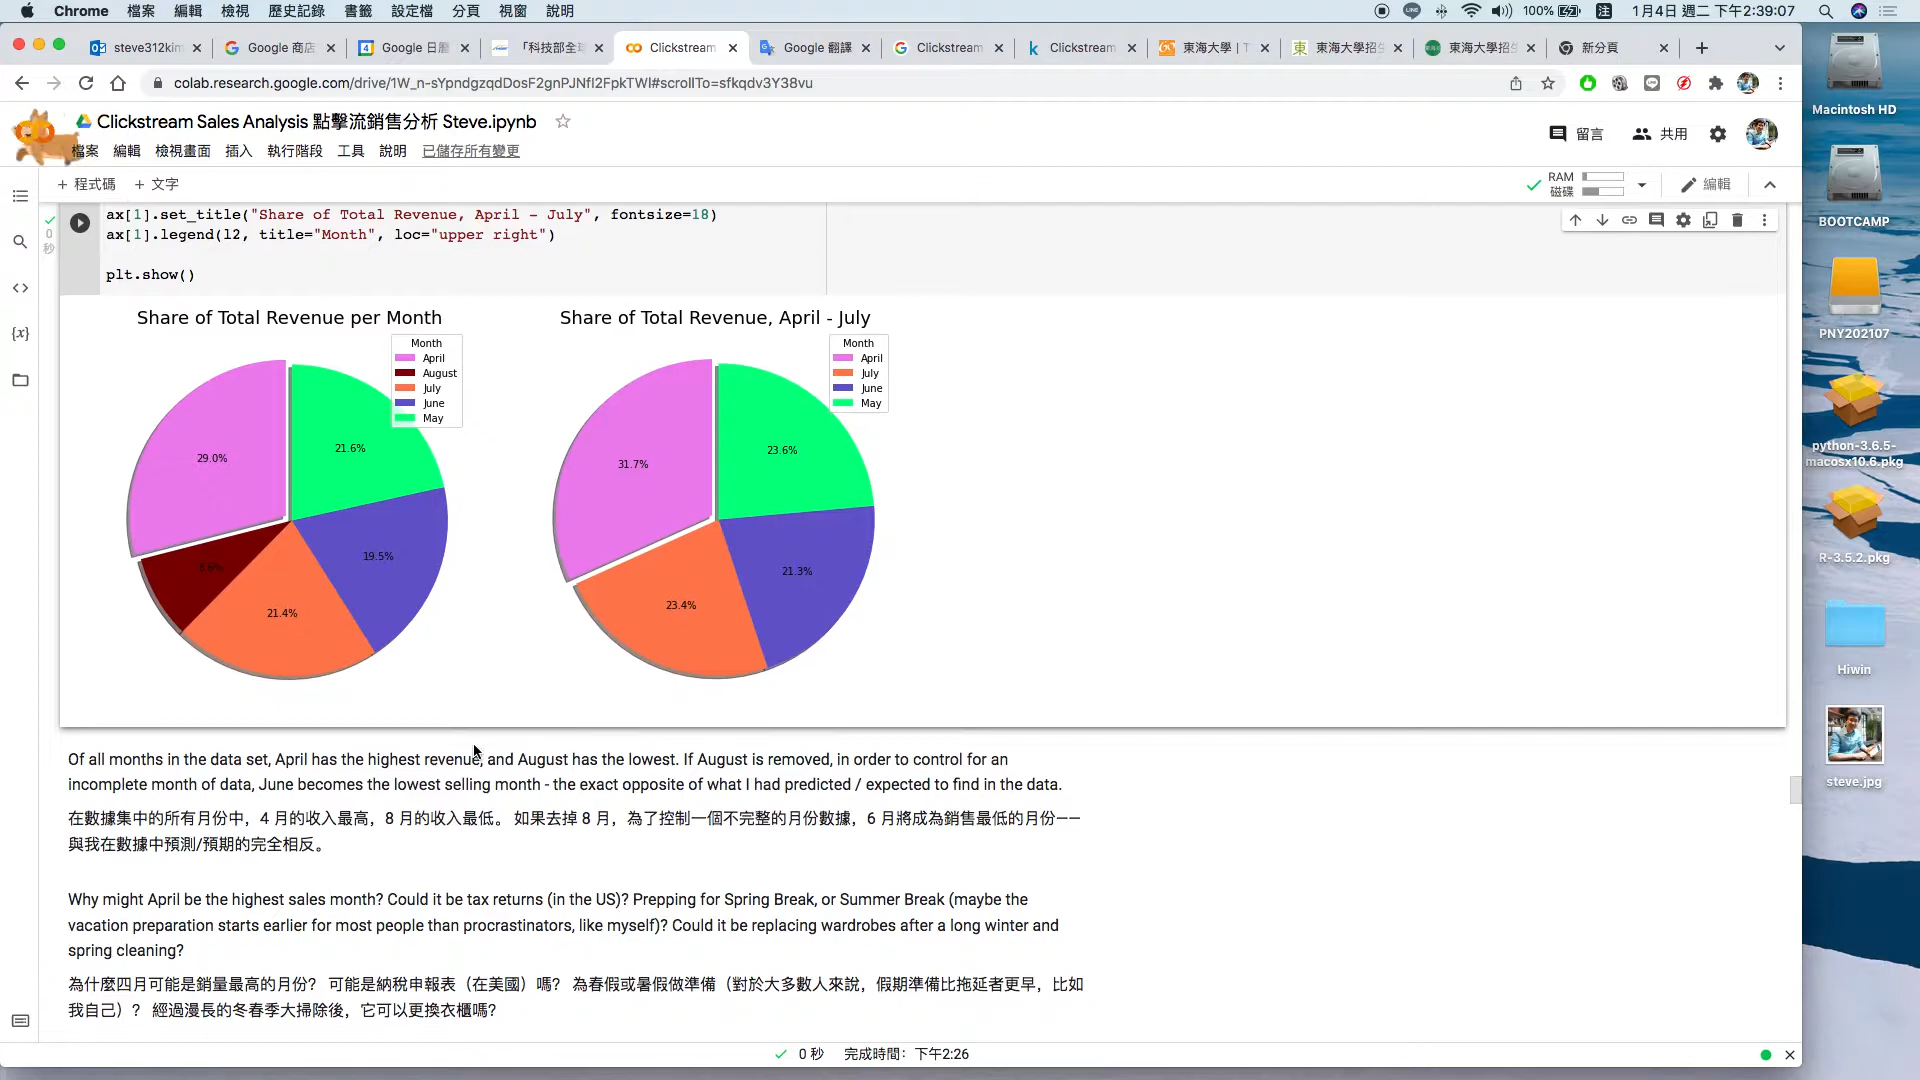 Chrome 檔案 編輯 檢視 歷史記錄 書籤 設定檔 分頁 視窗 說明 100% 注 1月4日 週二 下午2:39:07
steve312kim Google 商店 Google 日曆 「科技部全球 Clickstream Google 翻譯 Clickstream Clickstream 東海大學 | T 東海大學招生 東海大學招生 新分頁
colab.research.google.com/drive/1W_n-sYpndgzqdDosF2gnPJNfl2FpkTWl#scrollTo=sfkqdv3Y38vu
Clickstream Sales Analysis 點擊流銷售分析 Steve.ipynb
留言 共用
檔案 編輯 檢視畫面 插入 執行階段 工具 說明 已儲存所有變更
+ 程式碼 + 文字
RAM
磁碟
編輯
0
秒
ax[1].set_title("Share of Total Revenue, April - July", fontsize=18)
ax[1].legend(12, title="Month", loc="upper right")
plt.show()
Share of Total Revenue per Month
Month
April
August
July
June
May
29.0%
21.6%
19.5%
8.6%
21.4%
Share of Total Revenue, April - July
Month
April
July
June
May
31.7%
23.6%
21.3%
23.4%
Of all months in the data set, April has the highest revenue, and August has the lowest. If August is removed, in order to control for an
incomplete month of data, June becomes the lowest selling month - the exact opposite of what I had predicted / expected to find in the data.
在數據集中的所有月份中，4 月的收入最高，8 月的收入最低。 如果去掉 8 月，為了控制一個不完整的月份數據，6 月將成為銷售最低的月份——
與我在數據中預測/預期的完全相反。
Why might April be the highest sales month? Could it be tax returns (in the US)? Prepping for Spring Break, or Summer Break (maybe the
vacation preparation starts earlier for most people than procrastinators, like myself)? Could it be replacing wardrobes after a long winter and
spring cleaning?
為什麼四月可能是銷量最高的月份？ 可能是納稅申報表（在美國）嗎？ 為春假或暑假做準備（對於大多數人來說，假期準備比拖延者更早，比如
我自己）？ 經過漫長的冬春季大掃除後，它可以更換衣櫃嗎？
0 秒 完成時間：下午2:26
Macintosh HD
BOOTCAMP
PNY202107
python-3.6.5-
macosx10.6.pkg
R-3.5.2.pkg
Hiwin
steve.jpg